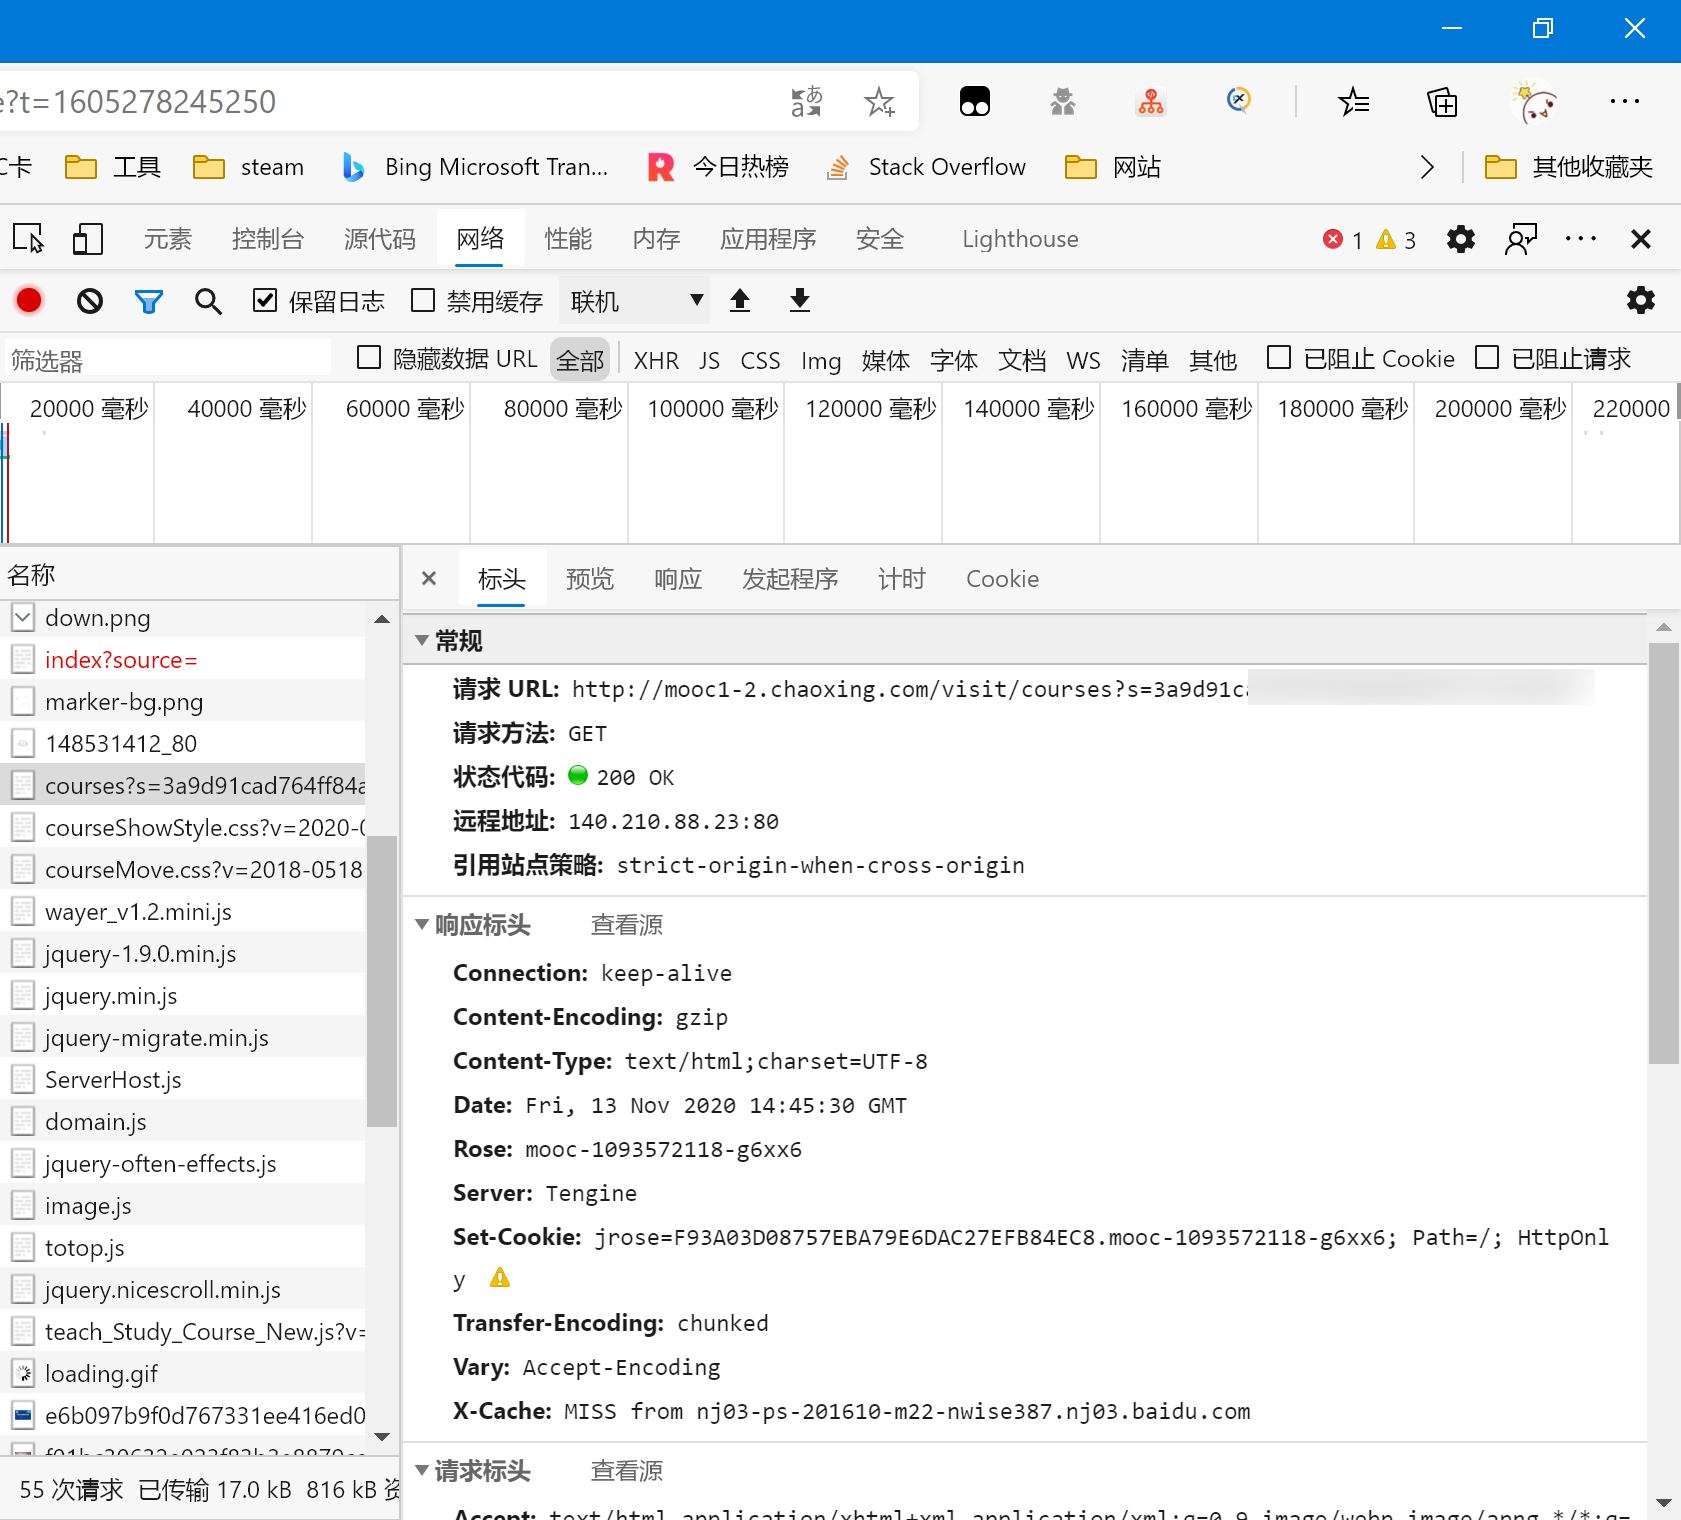 e?t=1605278245250
C卡 工具 steam Bing Microsoft Tran... 今日热榜 Stack Overflow 网站 其他收藏夹
元素 控制台 源代码 网络 性能 内存 应用程序 安全 Lighthouse 1 3
保留日志 禁用缓存 联机
筛选器 隐藏数据 URL 全部 XHR JS CSS Img 媒体 字体 文档 WS 清单 其他 已阻止 Cookie 已阻止请求
20000 毫秒 40000 毫秒 60000 毫秒 80000 毫秒 100000 毫秒 120000 毫秒 140000 毫秒 160000 毫秒 180000 毫秒 200000 毫秒 220000
名称
down.png
index?source=
marker-bg.png
148531412_80
courses?s=3a9d91cad764ff84a
courseShowStyle.css?v=2020-0
courseMove.css?v=2018-0518-
wayer_v1.2.mini.js
jquery-1.9.0.min.js
jquery.min.js
jquery-migrate.min.js
ServerHost.js
domain.js
jquery-often-effects.js
image.js
totop.js
jquery.nicescroll.min.js
teach_Study_Course_New.js?v=
loading.gif
e6b097b9f0d767331ee416ed0
55 次请求 已传输 17.0 kB 816 kB 资
标头 预览 响应 发起程序 计时 Cookie
常规
请求 URL: http://mooc1-2.chaoxing.com/visit/courses?s=3a9d91c
请求方法: GET
状态代码: 200 OK
远程地址: 140.210.88.23:80
引用站点策略: strict-origin-when-cross-origin
响应标头 查看源
Connection: keep-alive
Content-Encoding: gzip
Content-Type: text/html;charset=UTF-8
Date: Fri, 13 Nov 2020 14:45:30 GMT
Rose: mooc-1093572118-g6xx6
Server: Tengine
Set-Cookie: jrose=F93A03D08757EBA79E6DAC27EFB84EC8.mooc-1093572118-g6xx6; Path=/; HttpOnl
y
Transfer-Encoding: chunked
Vary: Accept-Encoding
X-Cache: MISS from nj03-ps-201610-m22-nwise387.nj03.baidu.com
请求标头 查看源
Accept: text/html,application/xhtml+xml,application/xml;q=0.9,image/webp,image/apng,*/*;q=